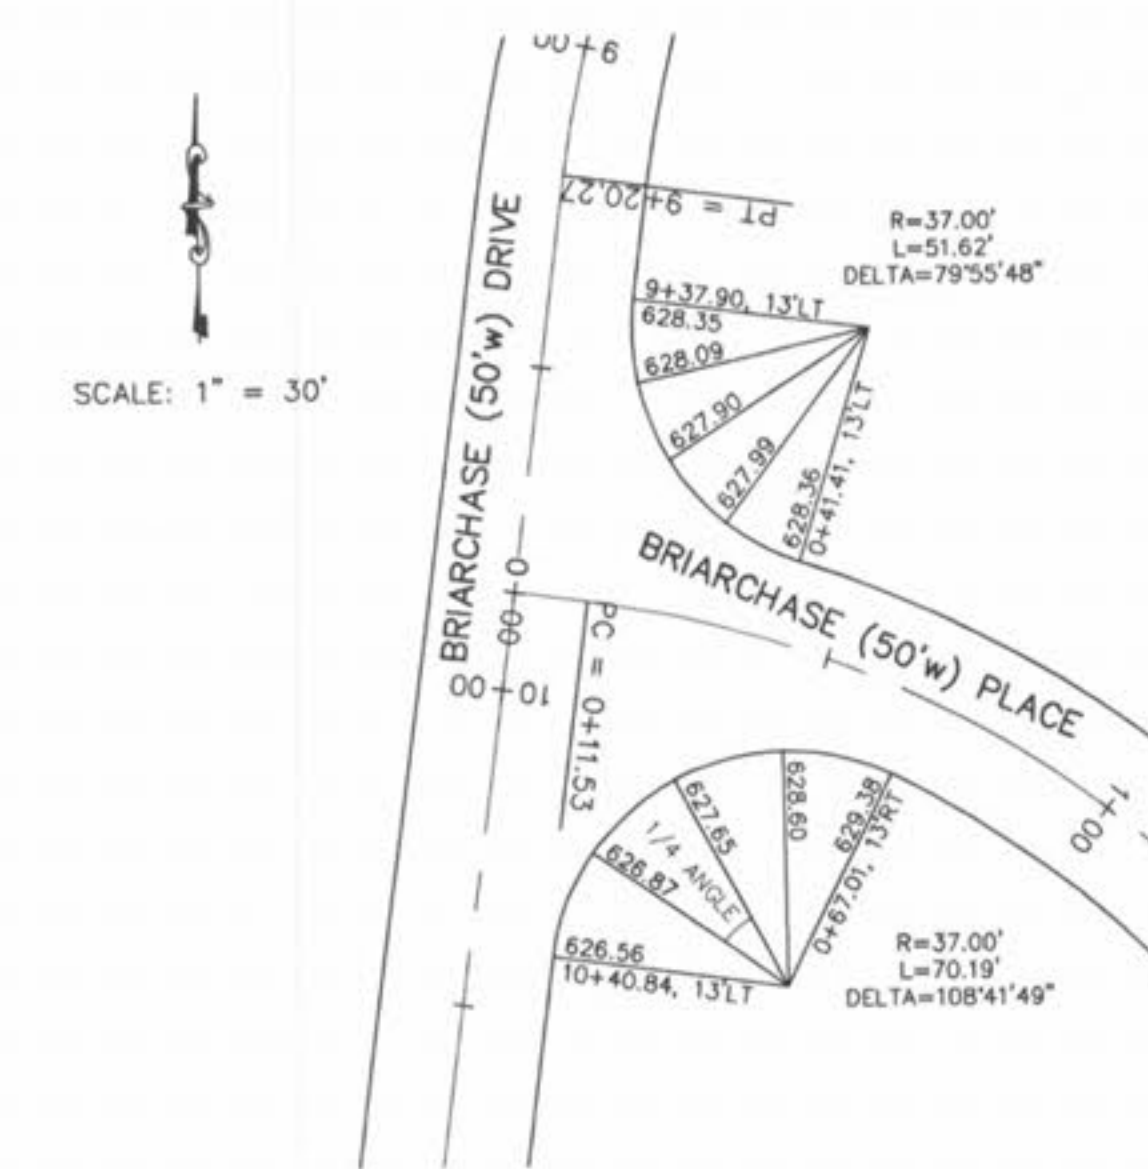 9+00
PT = 9+20.27
R=37.00'
L=51.62'
DELTA=79°55'48"
SCALE: 1" = 30'
BRIARCHASE (50'w) DRIVE
9+37.90, 13'LT
628.35
628.09
627.90
627.99
628.36
0+41.41, 13'LT
BRIARCHASE (50'w) PLACE
0+00
PC = 0+11.53
10+00
1+00
626.56
10+40.84, 13'LT
626.87
1/4 ANGLE
627.65
628.60
629.38
0+67.01, 13'RT
R=37.00'
L=70.19'
DELTA=108°41'49"